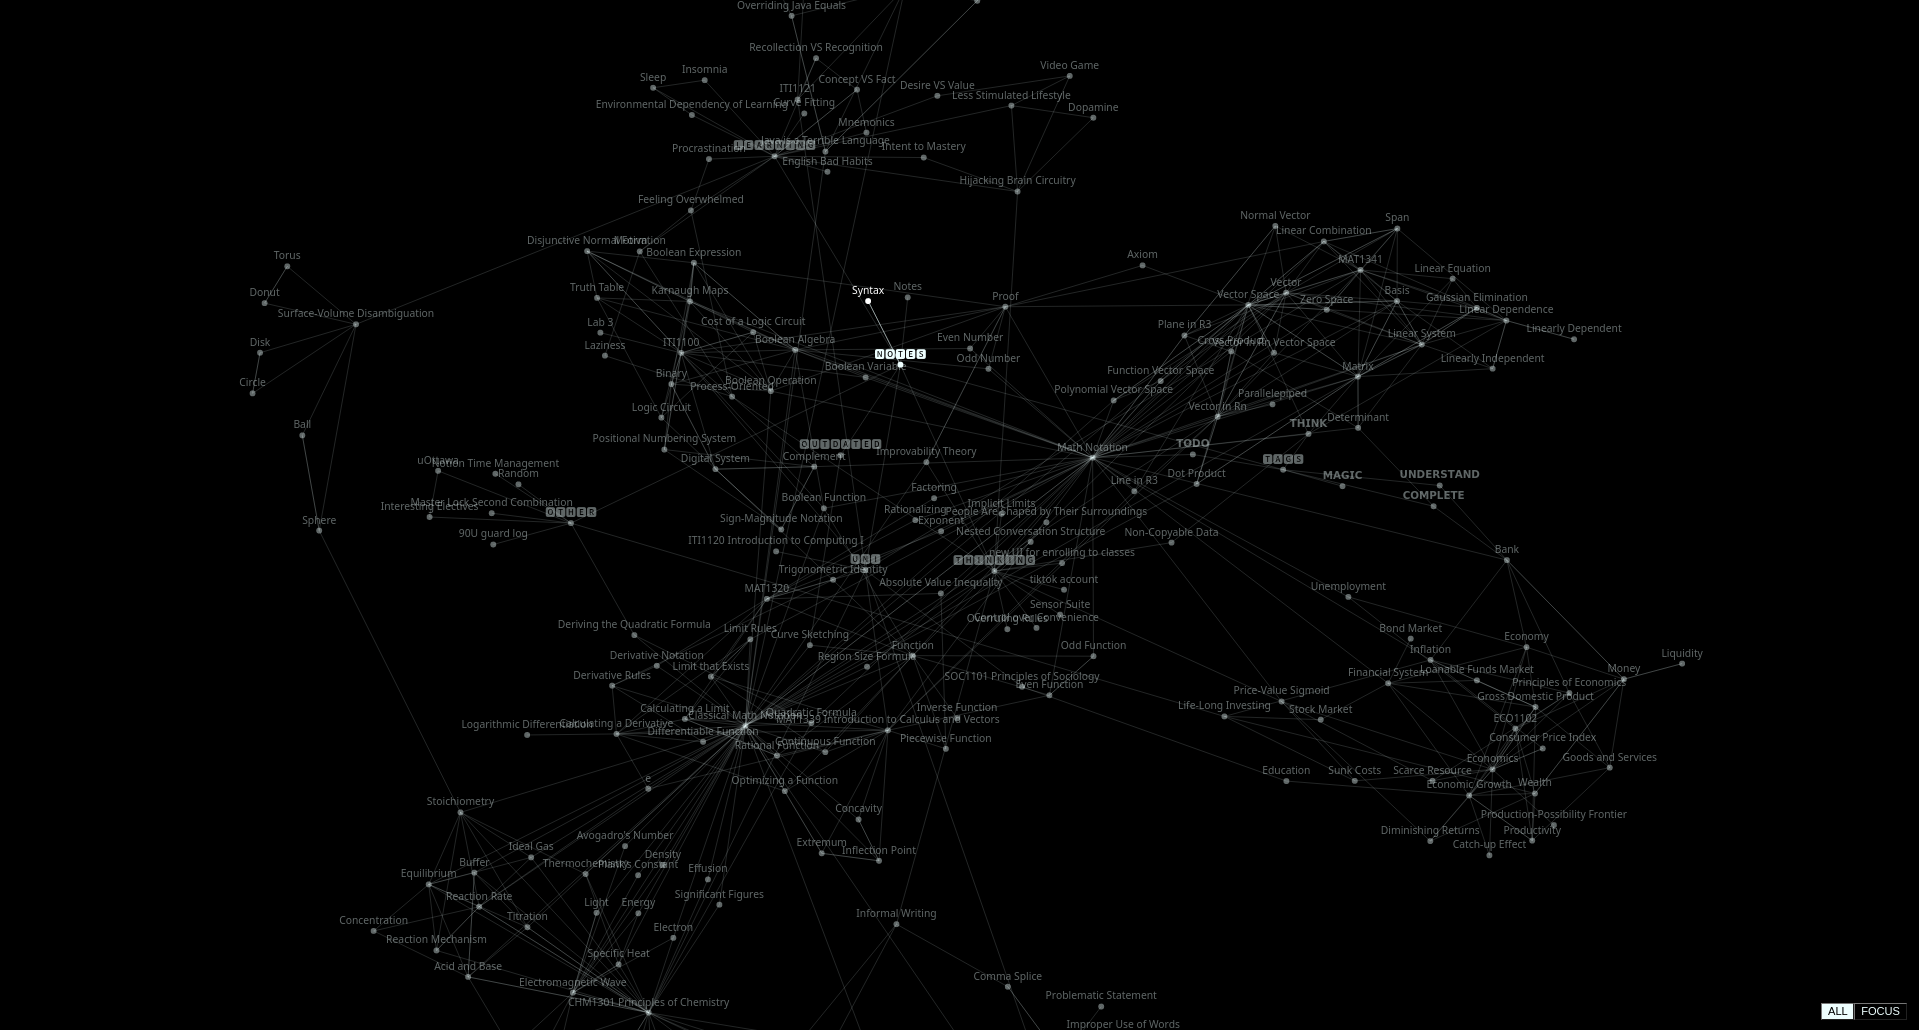 Overriding Java Equals
Recollection VS Recognition
Video Game
Sleep
Insomnia
Concept VS Fact
Desire VS Value
ITI1121
Less Stimulated Lifestyle
Environmental Dependency of Learning
Curve Fitting
Dopamine
Mnemonics
Java is a Terrible Language
LEARNING
Procrastination
Intent to Mastery
English Bad Habits
Hijacking Brain Circuitry
Feeling Overwhelmed
Normal Vector
Span
Linear Combination
Disjunctive Normal Form
Boolean Expression
Torus
Axiom
MAT1341
Linear Equation
Donut
Truth Table
Karnaugh Maps
Syntax
Notes
Proof
Vector
Vector Space
Zero Space
Basis
Gaussian Elimination
Linear Dependence
Surface-Volume Disambiguation
Lab 3
Cost of a Logic Circuit
Plane in R3
Linearly Dependent
Disk
Laziness
ITI1100
Boolean Algebra
Even Number
Cross Product
Vector in an Vector Space
Linear System
NOTES
Odd Number
Linearly Independent
Circle
Binary
Boolean Variable
Function Vector Space
Matrix
Process-Oriented
Boolean Operation
Polynomial Vector Space
Parallelepiped
Logic Circuit
Vector in Rn
Ball
Determinant
THINK
Positional Numbering System
OUTDATED
Math Notation
TODO
uOttawa
Notion Time Management
Digital System
Complement
Improvability Theory
TAGS
Random
Dot Product
MAGIC
UNDERSTAND
Line in R3
Factoring
COMPLETE
Interesting Electives
Master Lock Second Combination
Boolean Function
Implicit Limits
OTHER
Rationalizing
People Are Shaped by Their Surroundings
Sphere
Sign-Magnitude Notation
Exponent
90U guard log
Nested Conversation Structure
Non-Copyable Data
ITI1120 Introduction to Computing I
new UI for enrolling to classes
Bank
UNI
THINKING
Trigonometric Identity
Absolute Value Inequality
tiktok account
MAT1320
Unemployment
Sensor Suite
Control over Convenience
Deriving the Quadratic Formula
Limit Rules
Curve Sketching
Bond Market
Economy
Function
Odd Function
Derivative Notation
Region Size Formula
Inflation
Liquidity
Limit that Exists
Derivative Rules
SOC1101 Principles of Sociology
Even Function
Financial System
Loanable Funds Market
Money
Principles of Economics
Price-Value Sigmoid
Gross Domestic Product
Calculating a Limit
Classical Math Notation
Quadratic Formula
Inverse Function
Life-Long Investing
Stock Market
MAT1339 Introduction to Calculus and Vectors
ECO1102
Logarithmic Differentiation
Calculating a Derivative
Differentiable Function
Continuous Function
Rational Function
Piecewise Function
Consumer Price Index
Economics
Goods and Services
e
Optimizing a Function
Education
Sunk Costs
Scarce Resource
Economic Growth
Wealth
Stoichiometry
Concavity
Production-Possibility Frontier
Avogadro's Number
Extremum
Inflection Point
Diminishing Returns
Productivity
Ideal Gas
Catch-up Effect
Buffer
Thermochemistry
Density
Planks Constant
Effusion
Equilibrium
Reaction Rate
Significant Figures
Light
Energy
Concentration
Titration
Informal Writing
Electron
Reaction Mechanism
Specific Heat
Acid and Base
Electromagnetic Wave
Comma Splice
CHM1301 Principles of Chemistry
Problematic Statement
Improper Use of Words
ALL
FOCUS